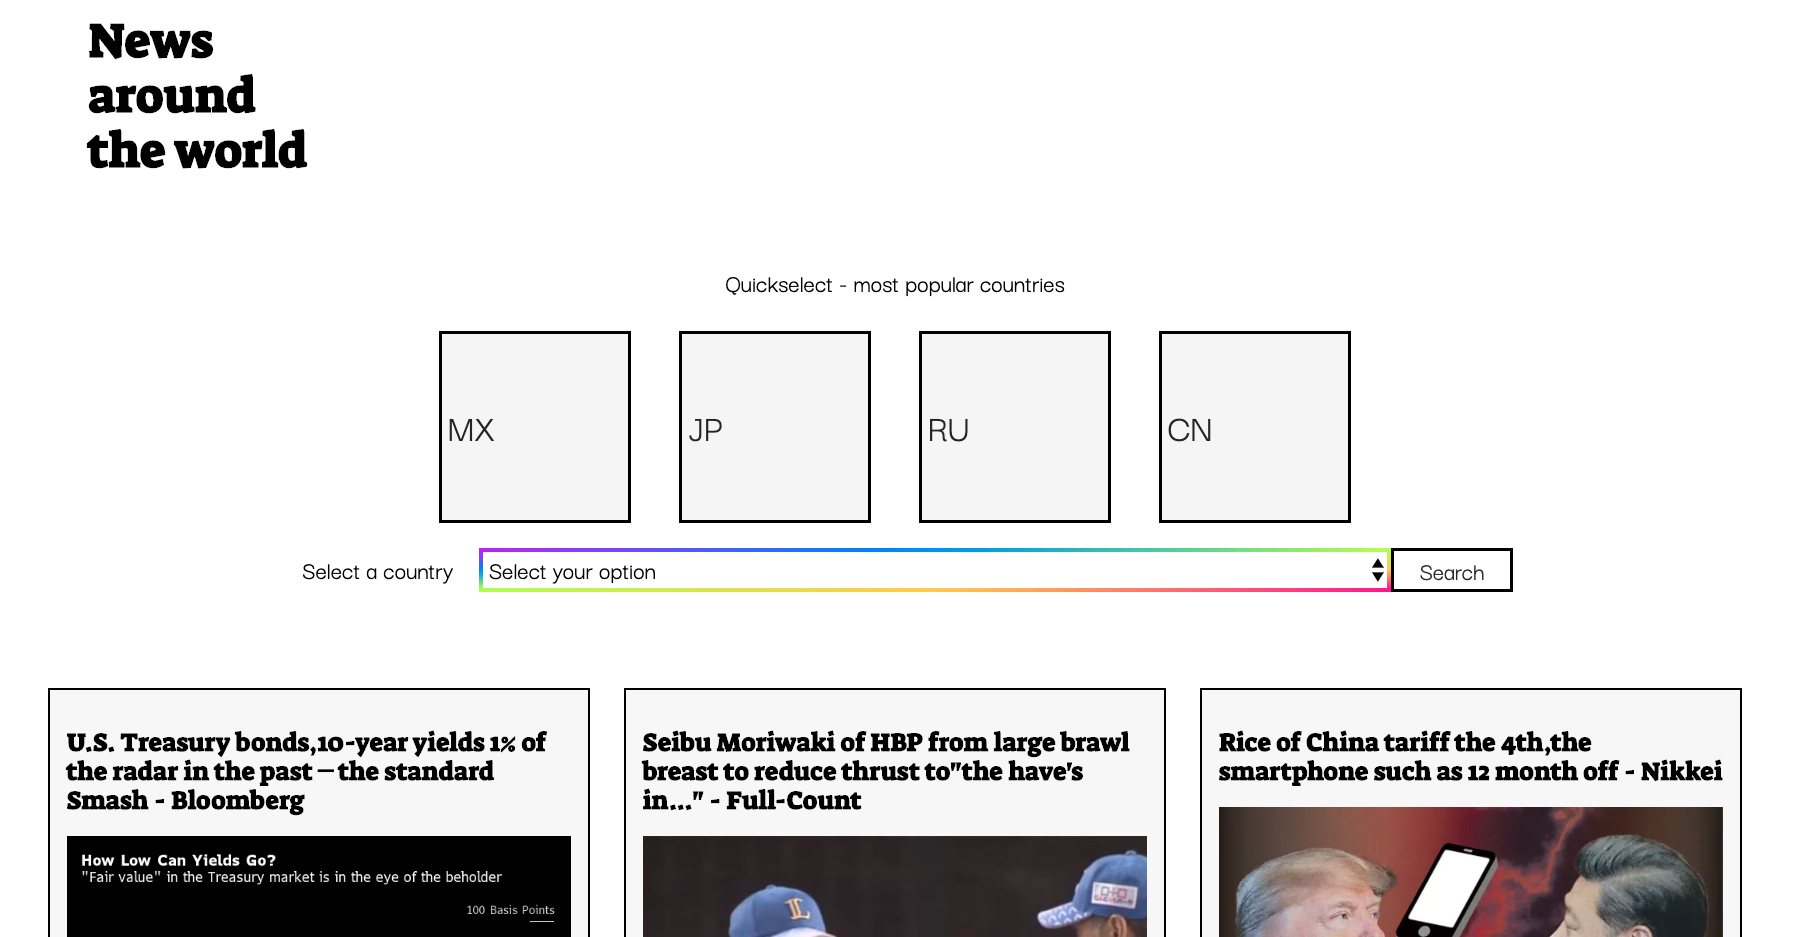 News
around
the world
Quickselect - most popular countries
MX
JP
RU
CN
Select a country
Select your option
Search
U.S. Treasury bonds,10-year yields 1% of
the radar in the past — the standard
Smash - Bloomberg
How Low Can Yields Go?
"Fair value" in the Treasury market is in the eye of the beholder
100 Basis Points
Seibu Moriwaki of HBP from large brawl
breast to reduce thrust to"the have's
in..." - Full-Count
L
Rice of China tariff the 4th,the
smartphone such as 12 month off - Nikkei